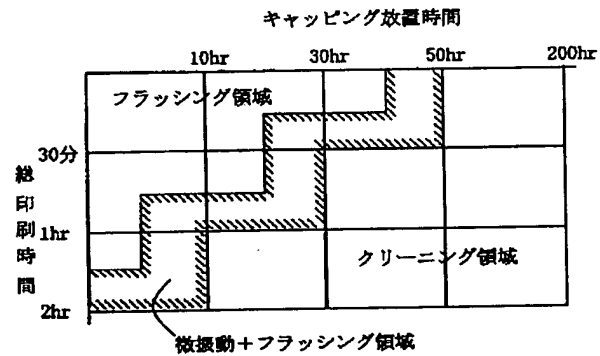 キャッピング放置時間
10hr 30hr 50hr 200hr
フラッシング領域
30分
総印刷時間
1hr
クリーニング領域
2hr
微振動+フラッシング領域